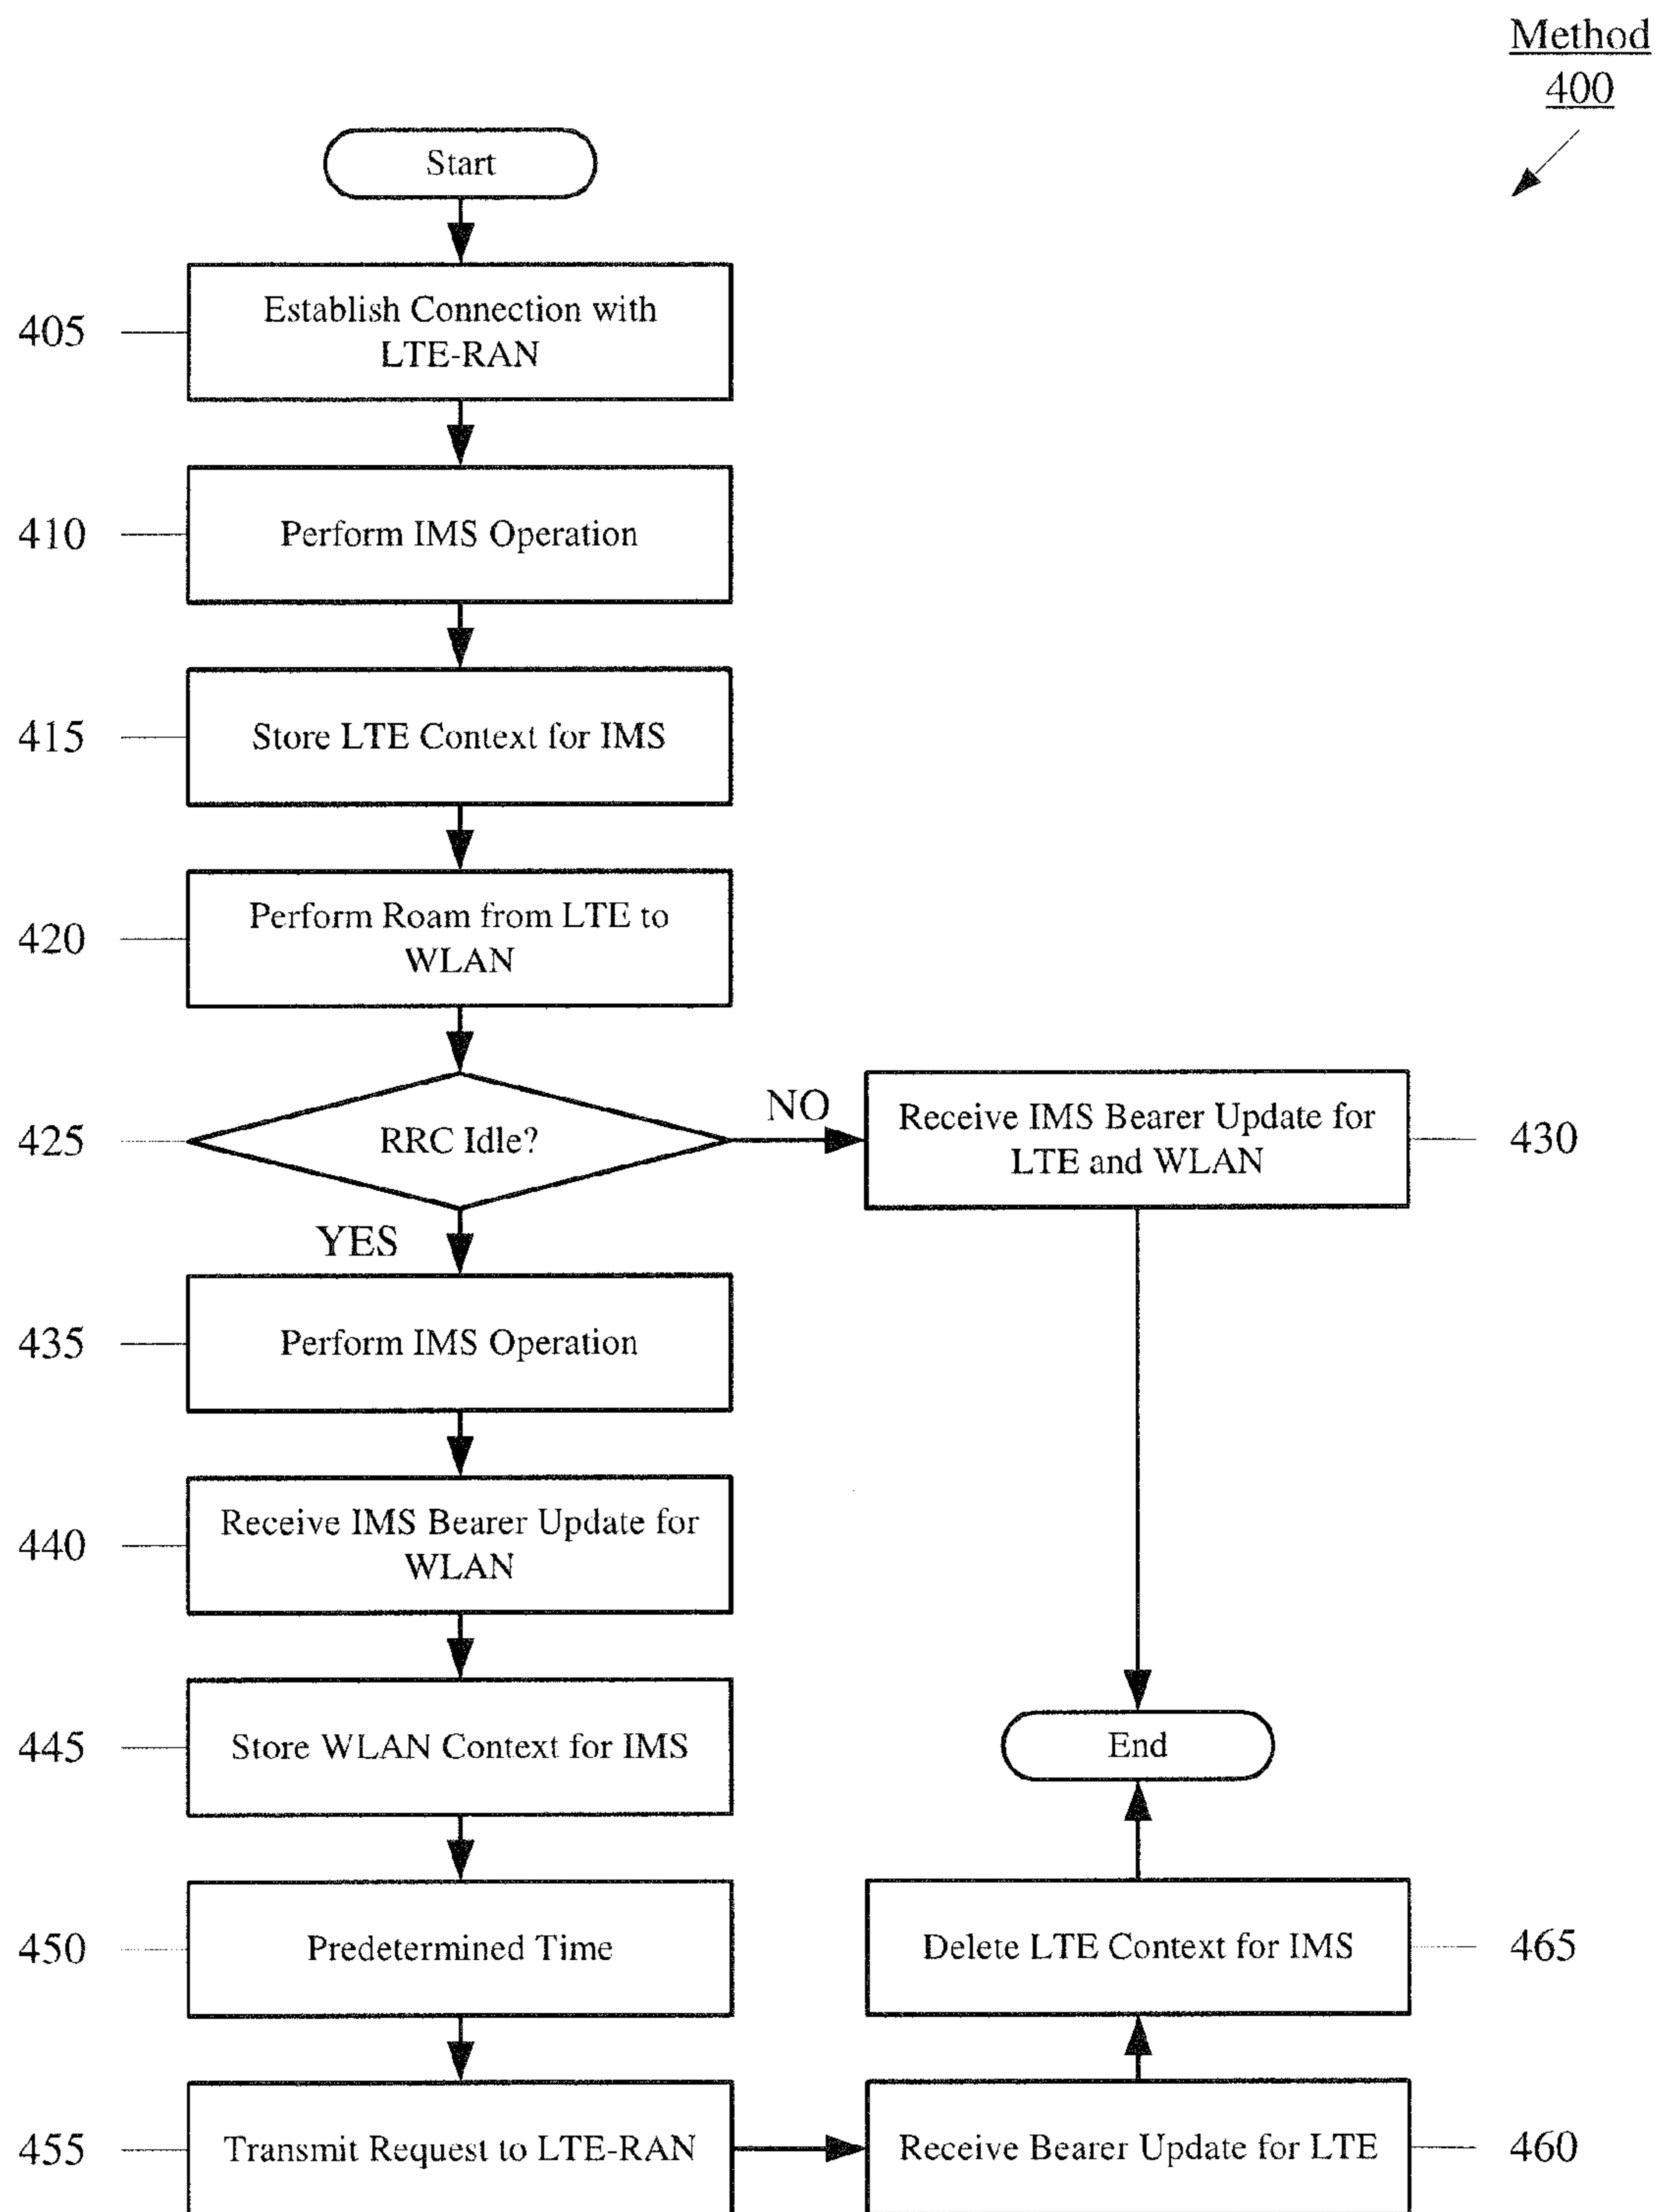 Method
400
Start
405
Establish Connection with
LTE-RAN
410
Perform IMS Operation
415
Store LTE Context for IMS
420
Perform Roam from LTE to
WLAN
425
RRC Idle?
NO
Receive IMS Bearer Update for
LTE and WLAN
430
YES
435
Perform IMS Operation
440
Receive IMS Bearer Update for
WLAN
445
Store WLAN Context for IMS
End
450
Predetermined Time
Delete LTE Context for IMS
465
455
Transmit Request to LTE-RAN
Receive Bearer Update for LTE
460